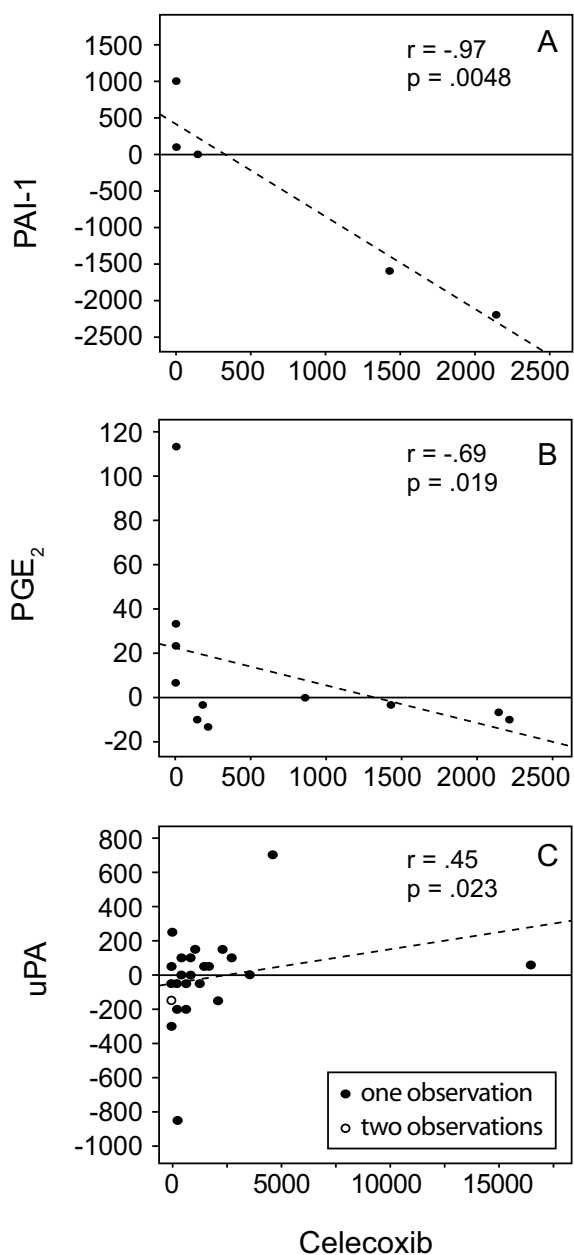 A
r = -.97
p = .0048
PAI-1
1500
1000
500
0
-500
-1000
-1500
-2000
-2500
0 500 1000 1500 2000 2500
B
r = -.69
p = .019
PGE2
120
100
80
60
40
20
0
-20
0 500 1000 1500 2000 2500
C
r = .45
p = .023
uPA
800
600
400
200
0
-200
-400
-600
-800
-1000
one observation
two observations
0 5000 10000 15000
Celecoxib